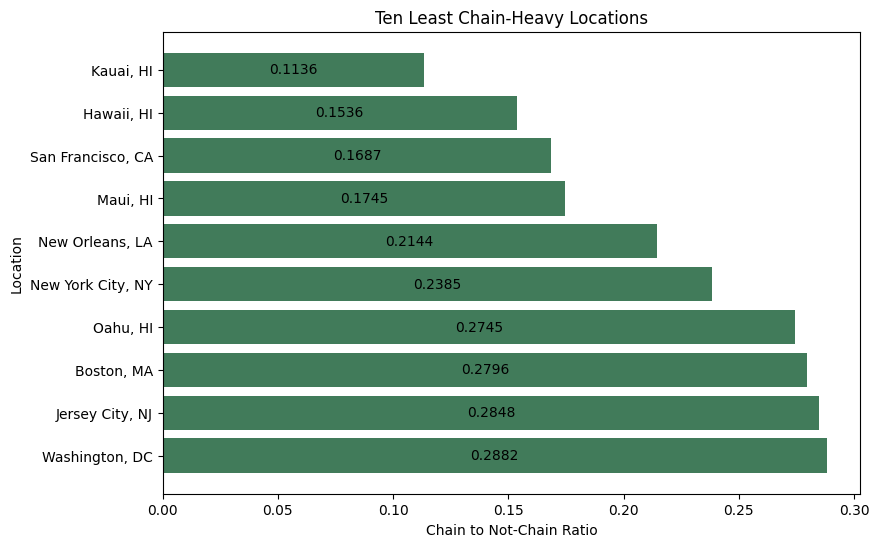 Ten Least Chain-Heavy Locations
Kauai, HI 0.1136
Hawaii, HI 0.1536
San Francisco, CA 0.1687
Maui, HI 0.1745
New Orleans, LA 0.2144
New York City, NY 0.2385
Oahu, HI 0.2745
Boston, MA 0.2796
Jersey City, NJ 0.2848
Washington, DC 0.2882
Location
0.00 0.05 0.10 0.15 0.20 0.25 0.30
Chain to Not-Chain Ratio